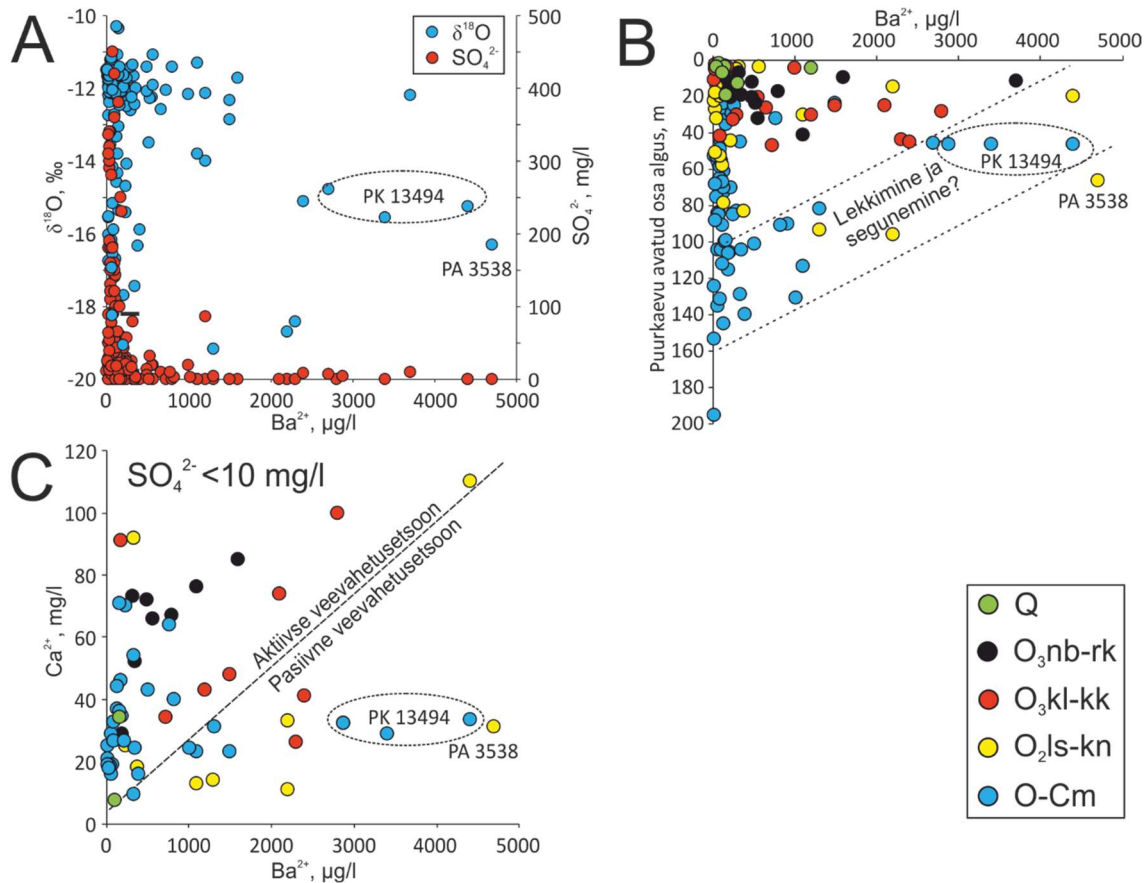 A
-10
-12
-14
-16
-18
-20
δ¹⁸O, ‰
δ¹⁸O
SO₄²⁻
500
400
300
200
100
0
SO₄²⁻, mg/l
PK 13494
PA 3538
0 1000 2000 3000 4000 5000
Ba²⁺, µg/l
B
Ba²⁺, µg/l
0 1000 2000 3000 4000 5000
0
20
40
60
80
100
120
140
160
180
200
Puurkaevu avatud osa algus, m
PK 13494
PA 3538
Lekkimine ja
segunemine?
C
SO₄²⁻ <10 mg/l
120
100
80
60
40
20
0
Ca²⁺, mg/l
Aktiivse veevahetusetsoon
Pasiivne veevahetusetsoon
PK 13494
PA 3538
0 1000 2000 3000 4000 5000
Ba²⁺, µg/l
Q
O₃nb-rk
O₃kl-kk
O₂ls-kn
O-Cm